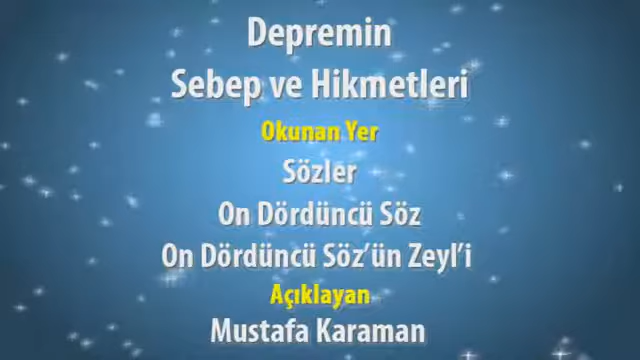 Depremin
Sebep ve Hikmetleri
Okunan Yer
Sözler
On Dördüncü Söz
On Dördüncü Söz’ün Zeyl’i
Açıklayan
Mustafa Karaman